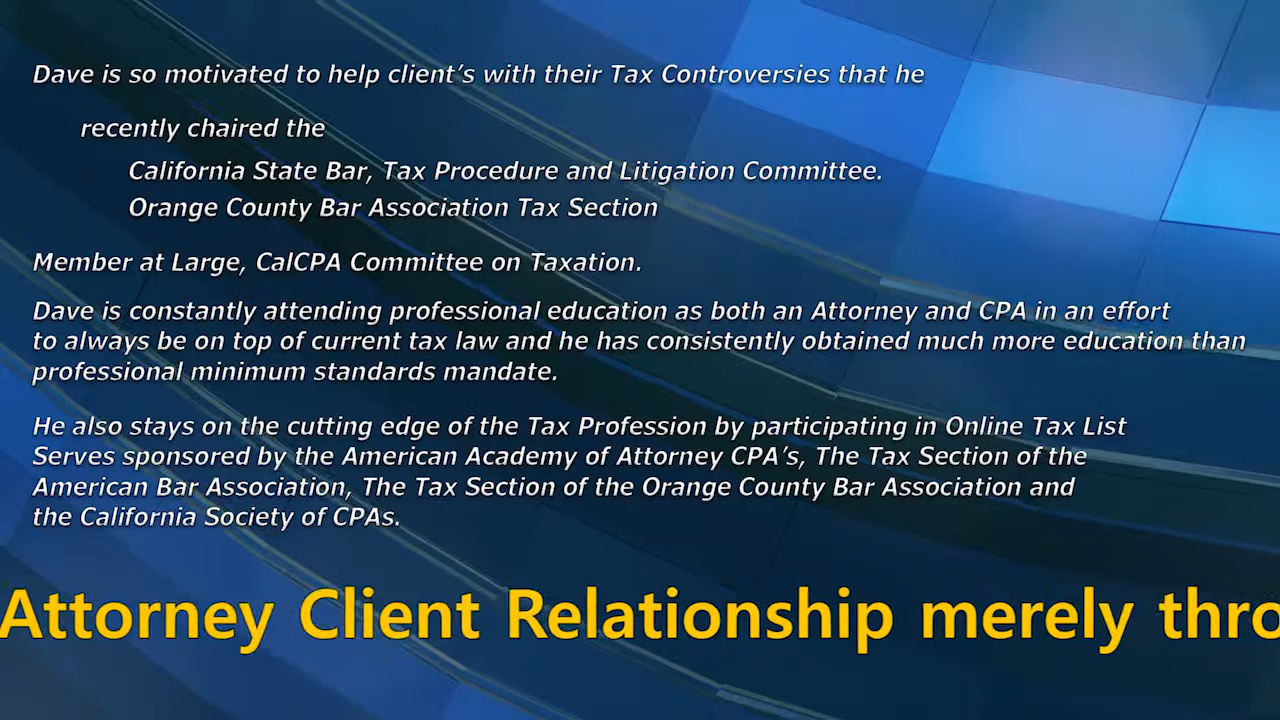 Dave is so motivated to help client’s with their Tax Controversies that he
recently chaired the
California State Bar, Tax Procedure and Litigation Committee.
Orange County Bar Association Tax Section
Member at Large, CalCPA Committee on Taxation.
Dave is constantly attending professional education as both an Attorney and CPA in an effort
to always be on top of current tax law and he has consistently obtained much more education than
professional minimum standards mandate.
He also stays on the cutting edge of the Tax Profession by participating in Online Tax List
Serves sponsored by the American Academy of Attorney CPA’s, The Tax Section of the
American Bar Association, The Tax Section of the Orange County Bar Association and
the California Society of CPAs.
Attorney Client Relationship merely thro